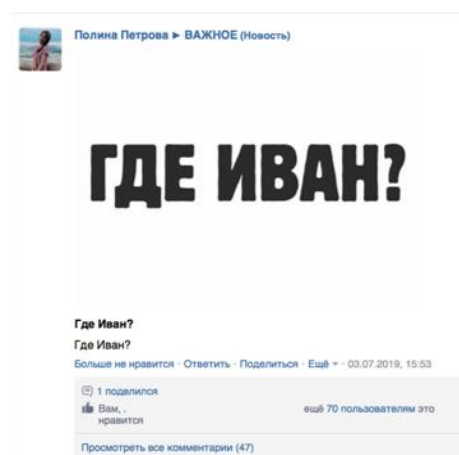 Полина Петрова ► ВАЖНОЕ (Новость)
ГДЕ ИВАН?
Где Иван?
Где Иван?
Больше не нравится · Ответить · Поделиться · Ещё ▾ · 03.07.2019, 15:53
1 поделился
Вам, . ещё 70 пользователям это
нравится
Просмотреть все комментарии (47)